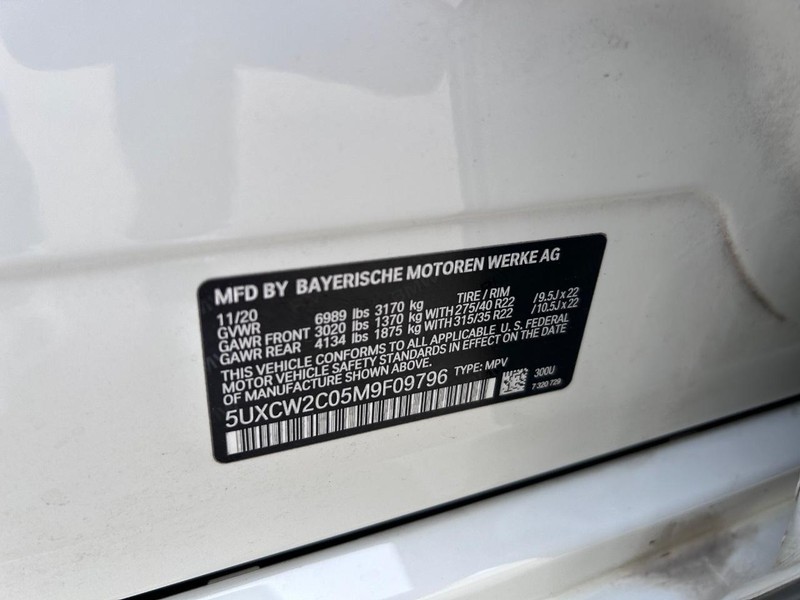 MFD BY BAYERISCHE MOTOREN WERKE AG
11/20 TIRE / RIM
GVWR 6989 lbs 3170 kg
GAWR FRONT 3020 lbs 1370 kg WITH 275/40 R22 / 9.5J x 22
GAWR REAR 4134 lbs 1875 kg WITH 315/35 R22 / 10.5J x 22
THIS VEHICLE CONFORMS TO ALL APPLICABLE U. S. FEDERAL
MOTOR VEHICLE SAFETY STANDARDS IN EFFECT ON THE DATE
OF MANUFACTURE SHOWN ABOVE.
5UXCW2C05M9F09796 TYPE: MPV
300U
7 320 729